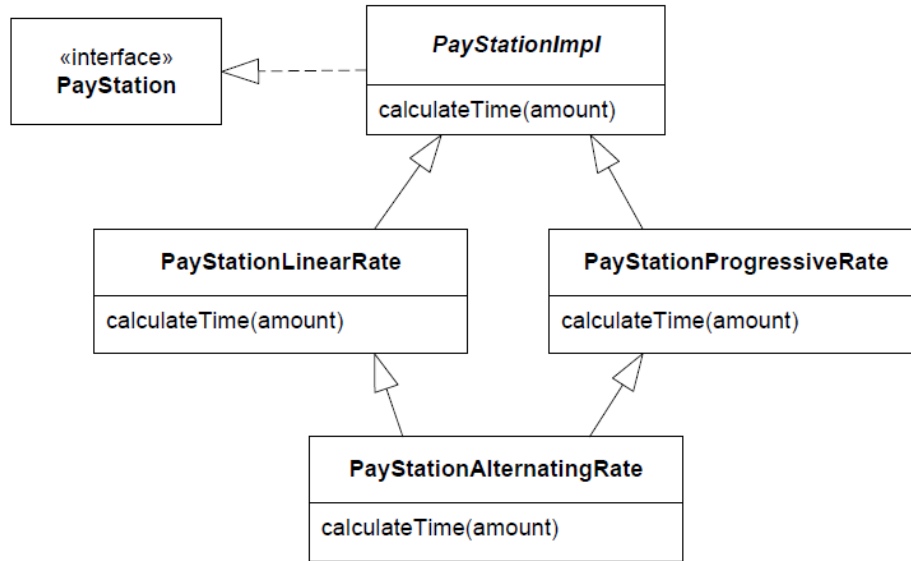 «interface»
PayStation
PayStationImpl
calculateTime(amount)
PayStationLinearRate
calculateTime(amount)
PayStationProgressiveRate
calculateTime(amount)
PayStationAlternatingRate
calculateTime(amount)